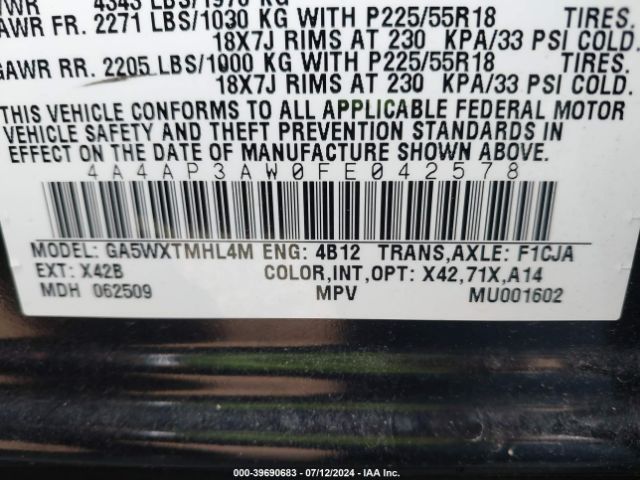 4343 LBS/1970 KG
GAWR FR. 2271 LBS/1030 KG WITH P225/55R18 TIRES.
18X7J RIMS AT 230 KPA/33 PSI COLD.
GAWR RR. 2205 LBS/1000 KG WITH P225/55R18 TIRES.
18X7J RIMS AT 230 KPA/33 PSI COLD.
THIS VEHICLE CONFORMS TO ALL APPLICABLE FEDERAL MOTOR
VEHICLE SAFETY AND THEFT PREVENTION STANDARDS IN
EFFECT ON THE DATE OF MANUFACTURE SHOWN ABOVE.
4A4AP3AW0FE042578
MODEL: GA5WXTMHL4M ENG: 4B12 TRANS,AXLE: F1CJA
EXT: X42B COLOR,INT,OPT: X42,71X,A14
MDH 062509 MPV MU001602
000-39690683 - 07/12/2024 - IAA Inc.